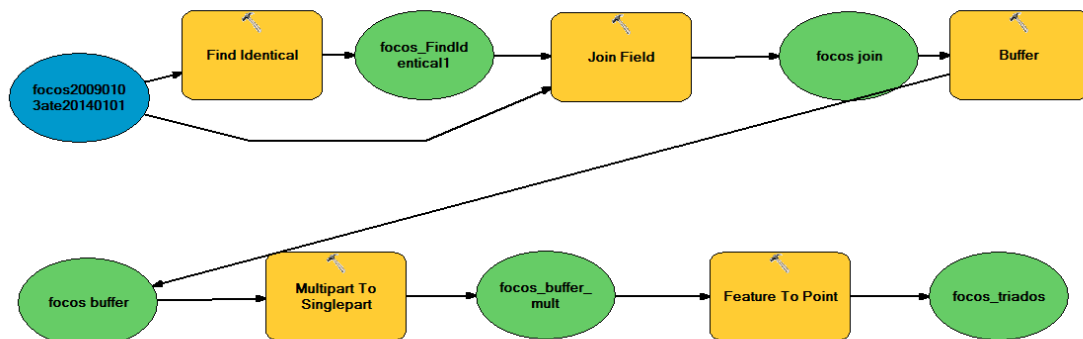 Find Identical
focos_FindId
entical1
Join Field
focos join
Buffer
focos2009010
3ate20140101
focos buffer
Multipart To
Singlepart
focos_buffer_
mult
Feature To Point
focos_triados